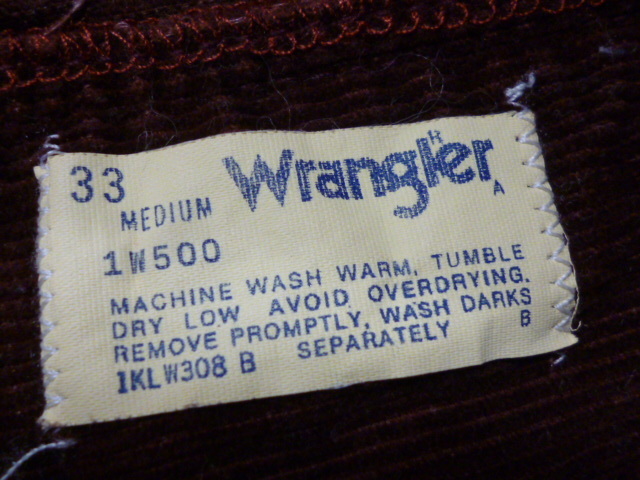 33 Wrangler R
MEDIUM A
1W500
MACHINE WASH WARM, TUMBLE
DRY LOW AVOID OVERDRYING.
REMOVE PROMPTLY, WASH DARKS
1KLW308 B SEPARATELY B